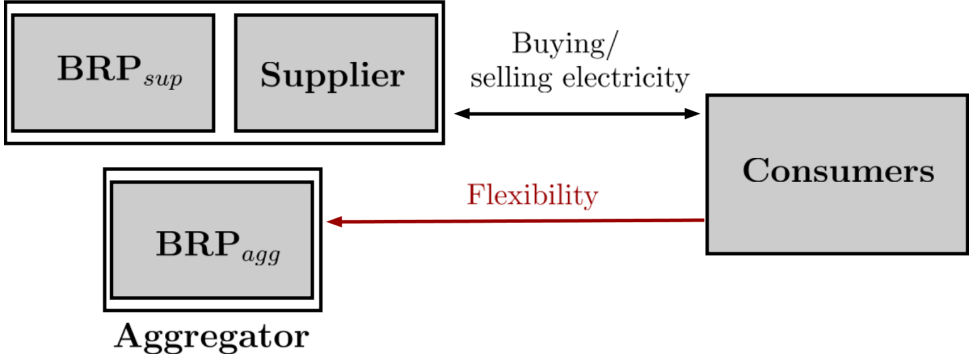 Buying/
selling electricity
BRP_sup
Supplier
Consumers
Flexibility
BRP_agg
Aggregator